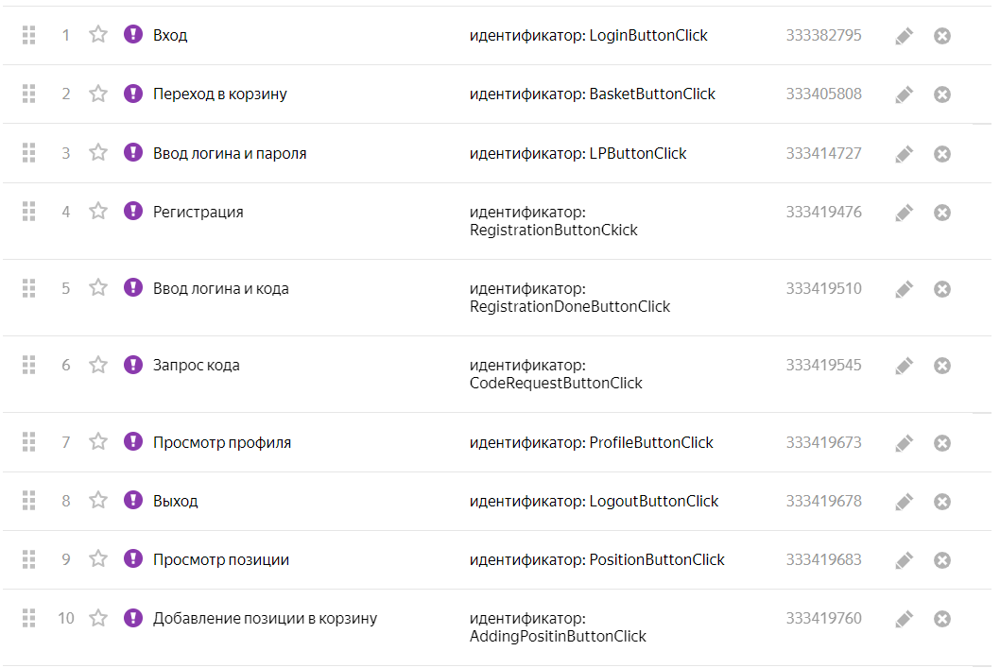 1 Вход идентификатор: LoginButtonClick 333382795
2 Переход в корзину идентификатор: BasketButtonClick 333405808
3 Ввод логина и пароля идентификатор: LPButtonClick 333414727
4 Регистрация идентификатор: 333419476
RegistrationButtonCkick
5 Ввод логина и кода идентификатор: 333419510
RegistrationDoneButtonClick
6 Запрос кода идентификатор: 333419545
CodeRequestButtonClick
7 Просмотр профиля идентификатор: ProfileButtonClick 333419673
8 Выход идентификатор: LogoutButtonClick 333419678
9 Просмотр позиции идентификатор: PositionButtonClick 333419683
10 Добавление позиции в корзину идентификатор: 333419760
AddingPositinButtonClick